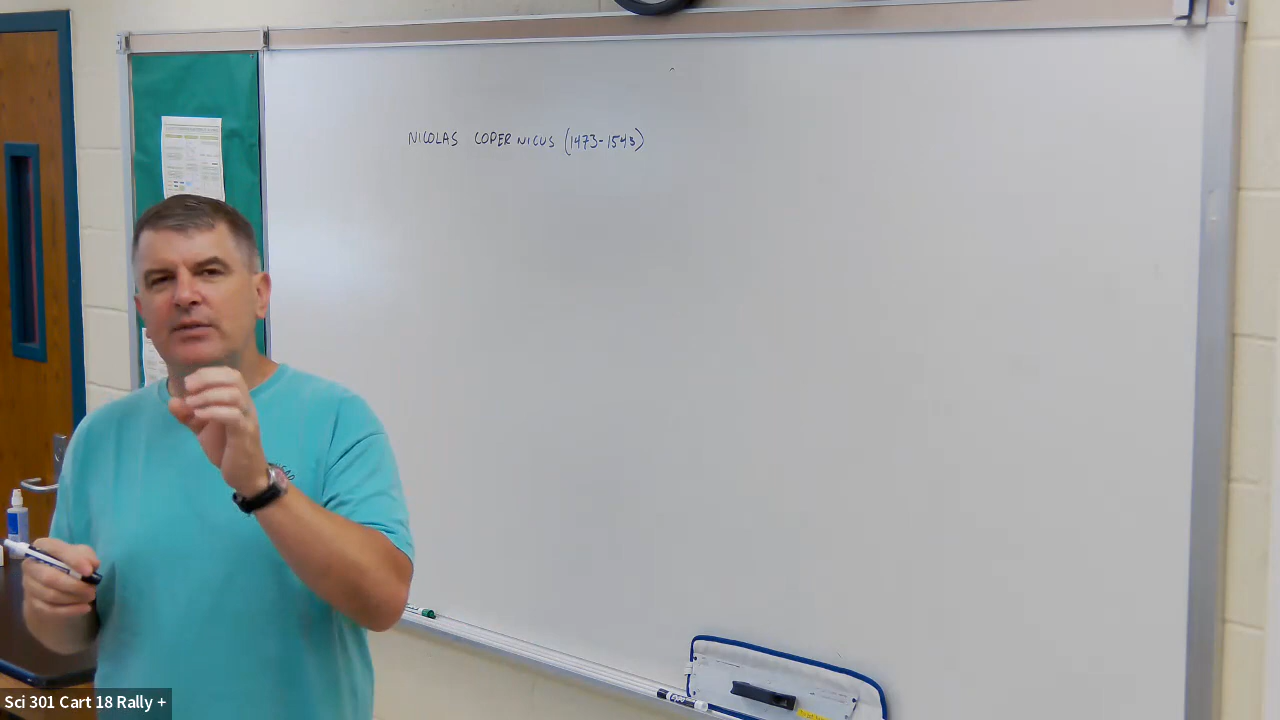 NICOLAS COPERNICUS (1473-1543)
Sci 301 Cart 18 Rally +